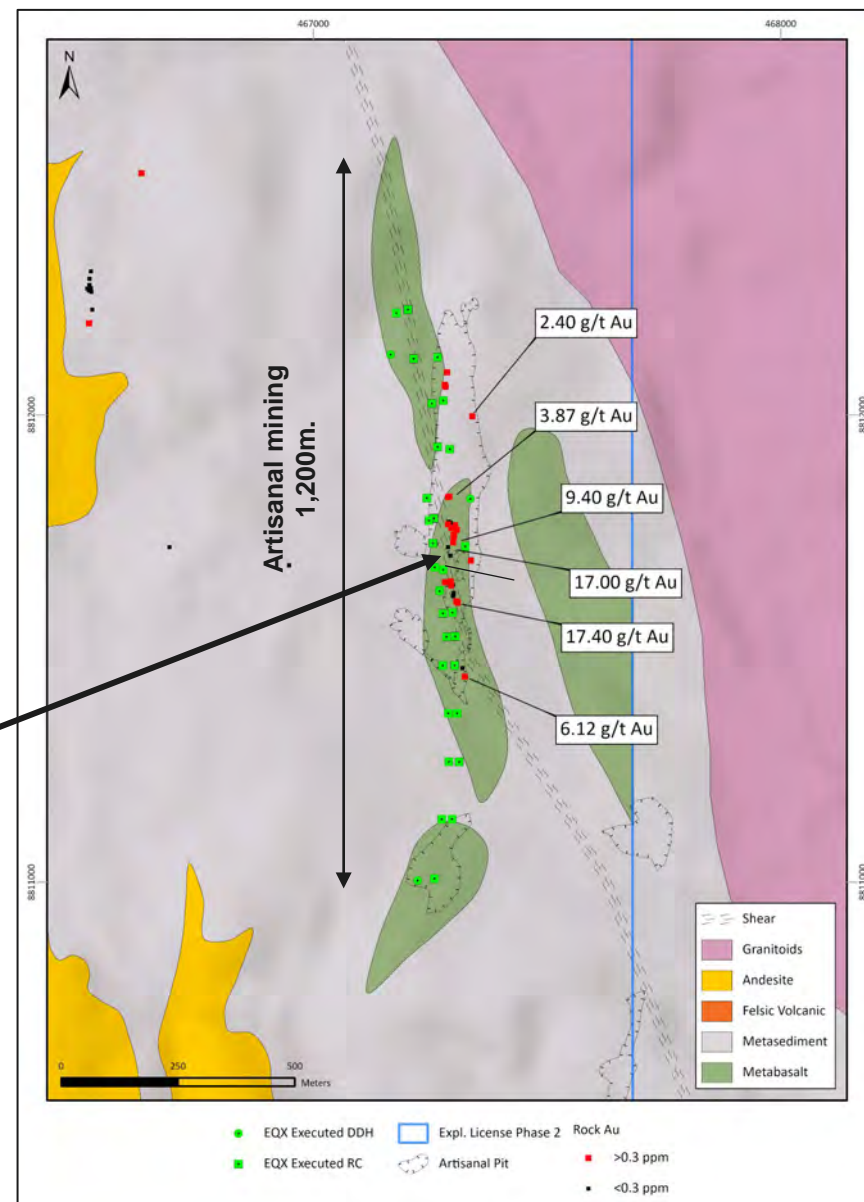 467000
468000
N
8812000
8812000
Artisanal mining
1,200m.
2.40 g/t Au
3.87 g/t Au
9.40 g/t Au
17.00 g/t Au
17.40 g/t Au
6.12 g/t Au
8811000
8811000
Shear
Granitoids
Andesite
Felsic Volcanic
Metasediment
Metabasalt
0
250
500
Meters
EQX Executed DDH
Expl. License Phase 2
Rock Au
EQX Executed RC
Artisanal Pit
>0.3 ppm
<0.3 ppm